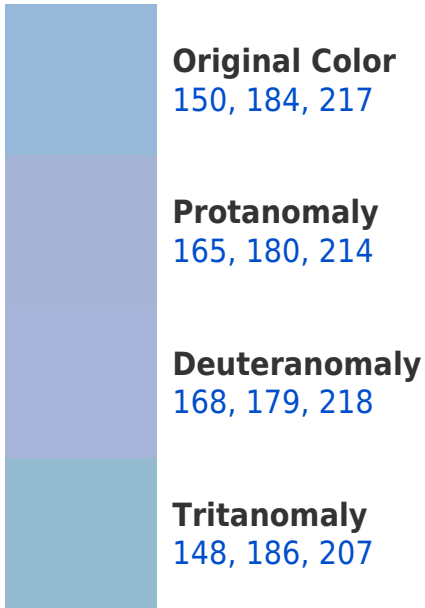 Original Color
150, 184, 217
Protanomaly
165, 180, 214
Deuteranomaly
168, 179, 218
Tritanomaly
148, 186, 207